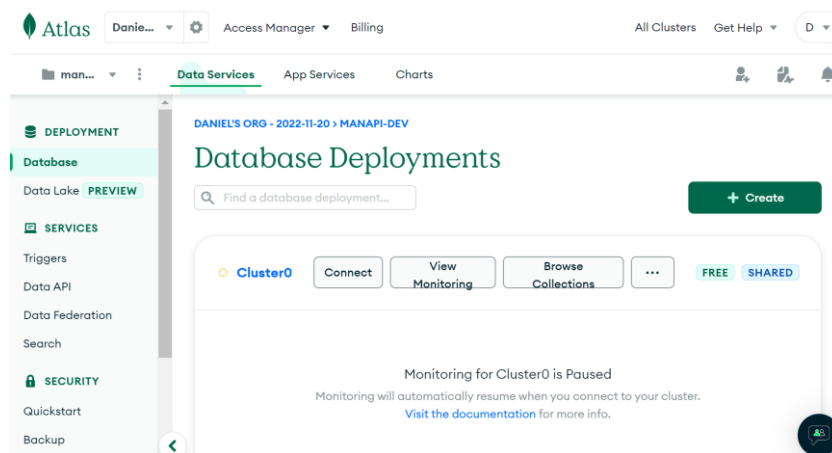 Atlas Danie... Access Manager Billing All Clusters Get Help D
man... Data Services App Services Charts
DEPLOYMENT
Database
Data Lake PREVIEW
SERVICES
Triggers
Data API
Data Federation
Search
SECURITY
Quickstart
Backup
DANIEL'S ORG - 2022-11-20 > MANAPI-DEV
Database Deployments
Find a database deployment...
+ Create
Cluster0 Connect View Monitoring Browse Collections ... FREE SHARED
Monitoring for Cluster0 is Paused
Monitoring will automatically resume when you connect to your cluster.
Visit the documentation for more info.